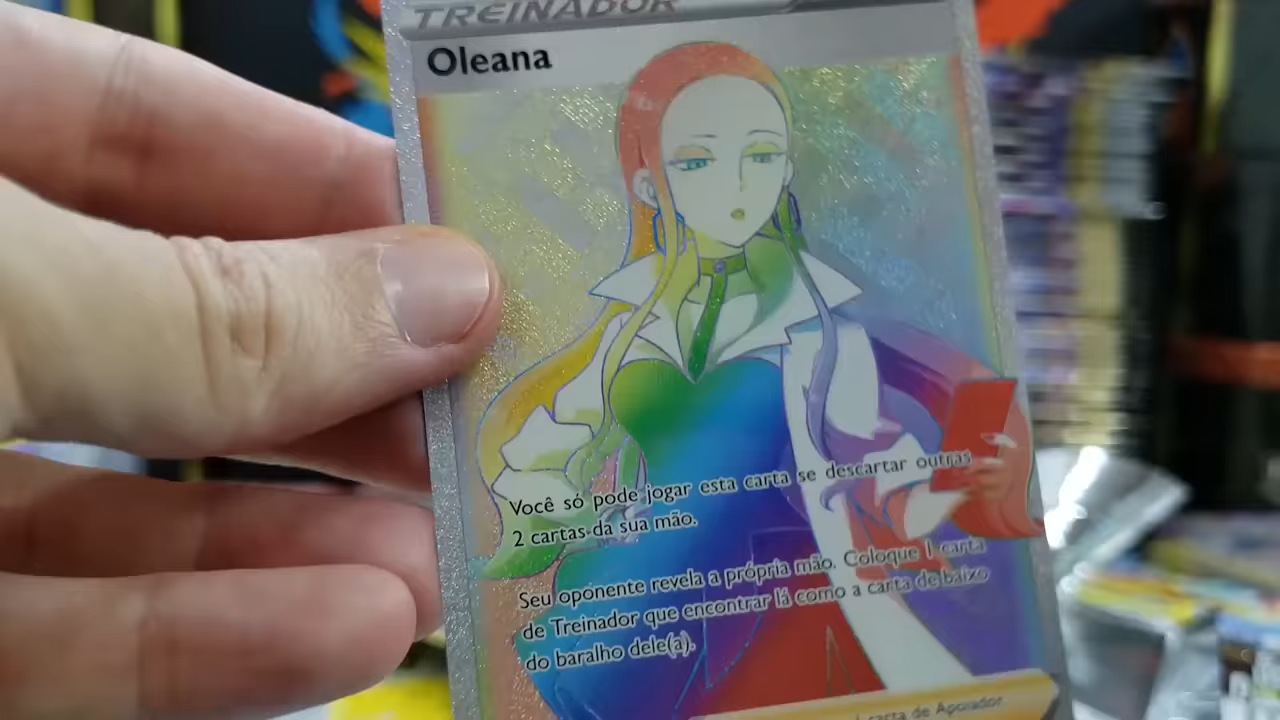 TREINADOR
Oleana
Você só pode jogar esta carta se descartar outras
2 cartas da sua mão.
Seu oponente revela a própria mão. Coloque 1 carta
de Treinador que encontrar lá como a carta de baixo
do baralho dele(a).
1 carta de Apoiador